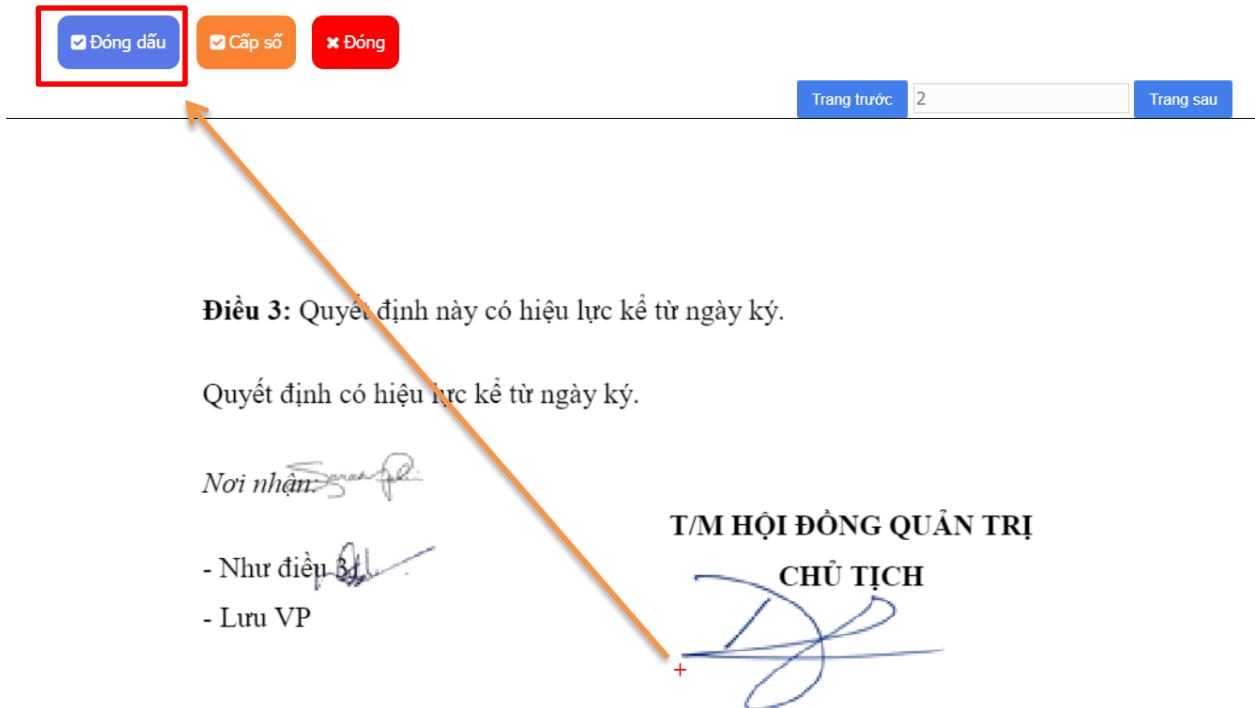 Đóng dấu Cấp số Đóng
Trang trước 2 Trang sau
Điều 3: Quyết định này có hiệu lực kể từ ngày ký.
Quyết định có hiệu lực kể từ ngày ký.
Nơi nhận:
T/M HỘI ĐỒNG QUẢN TRỊ
- Như điều 3
CHỦ TỊCH
- Lưu VP